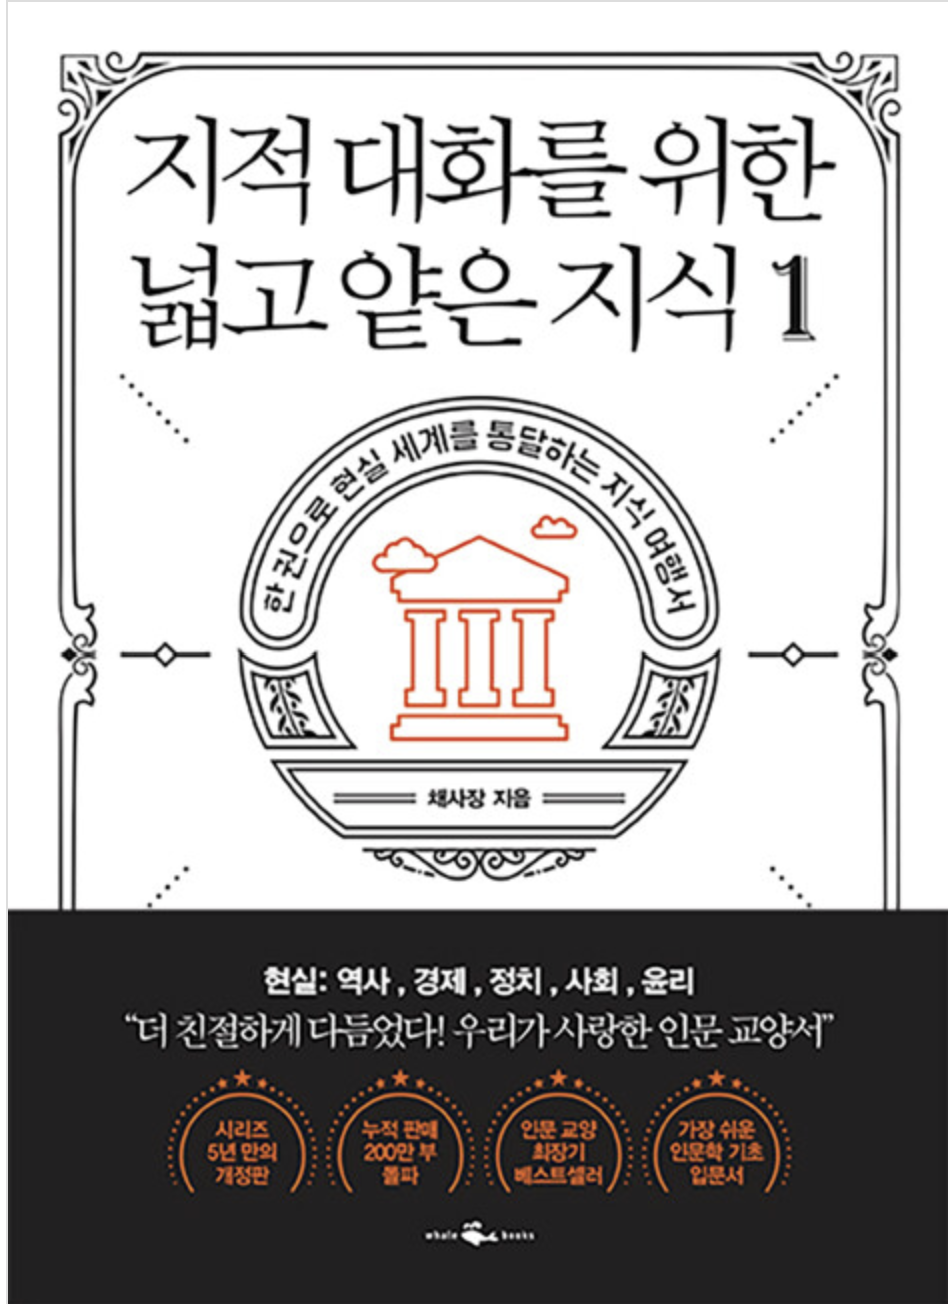 지적 대화를 위한
넓고 얕은 지식 1
한 권으로 현실 세계를 통달하는 지식 여행서
채사장 지음
현실: 역사, 경제, 정치, 사회, 윤리
“더 친절하게 다듬었다! 우리가 사랑한 인문 교양서”
시리즈
5년 만의
개정판
누적 판매
200만 부
돌파
인문 교양
최장기
베스트셀러
가장 쉬운
인문학 기초
입문서
whale books